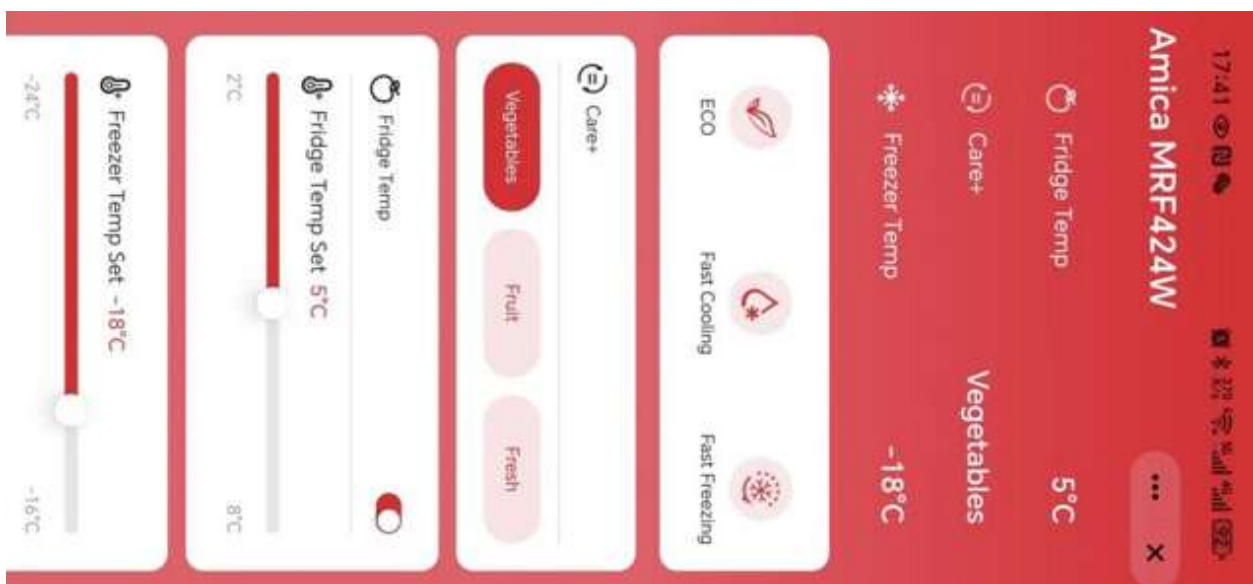 17:41
Amica MRF424W
Fridge Temp 5°C
Care+ Vegetables
Freezer Temp -18°C
ECO Fast Cooling Fast Freezing
Care+
Vegetables Fruit Fresh
Fridge Temp
Fridge Temp Set 5°C
2°C 8°C
Freezer Temp Set -18°C
-24°C -16°C